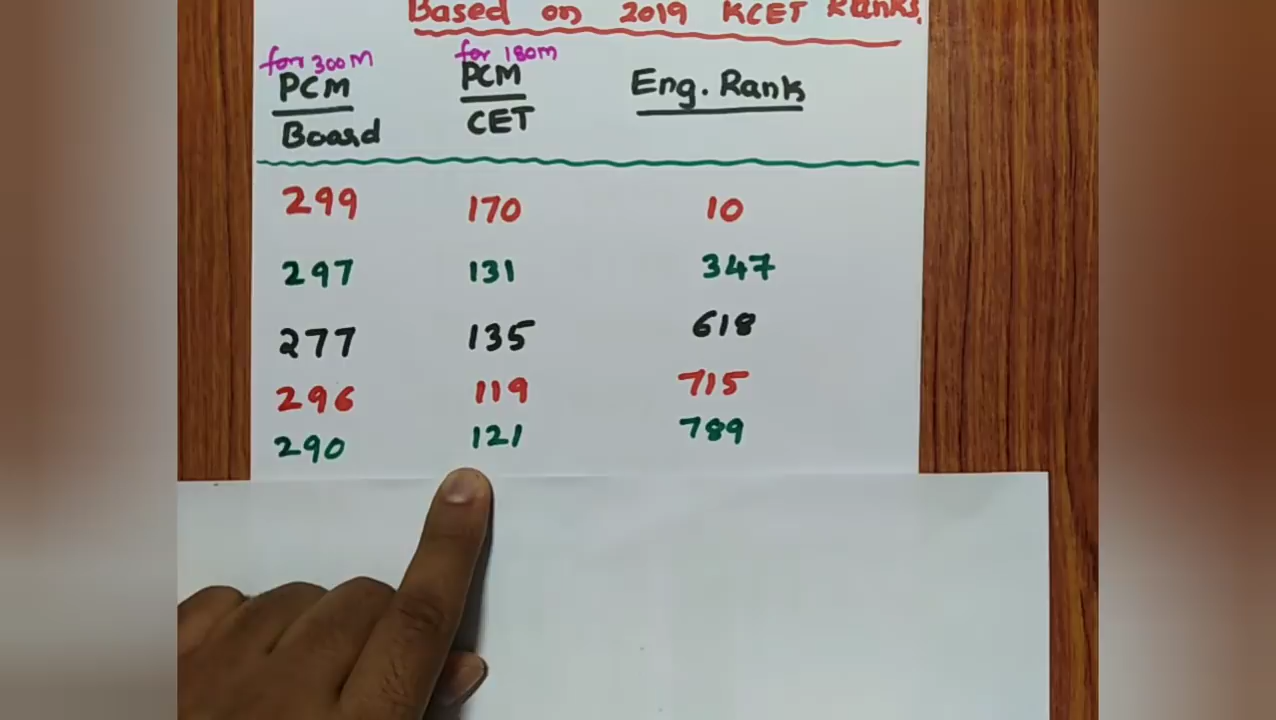 Based on 2019 KCET Ranks.
for 300M for 180M
PCM PCM Eng. Rank
Board CET
299 170 10
297 131 347
277 135 618
296 119 715
290 121 789